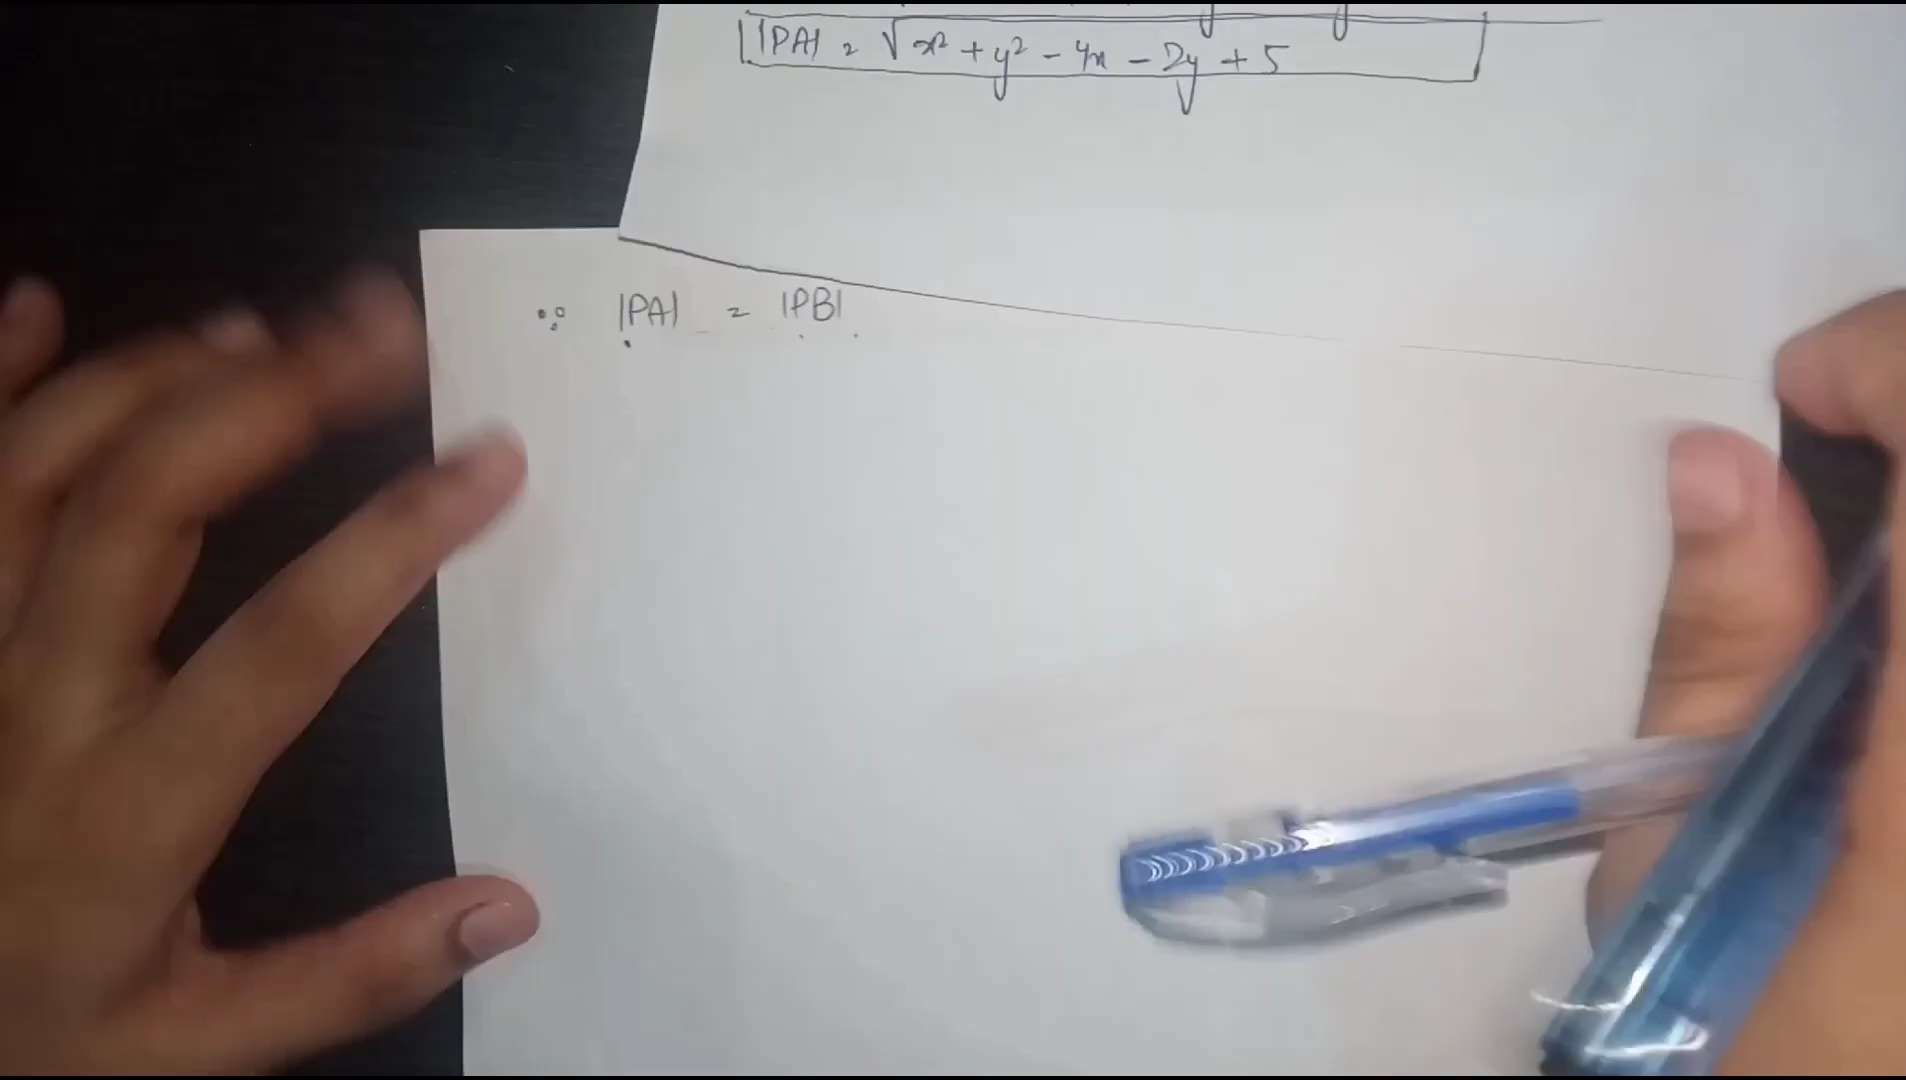 |PA| = √x² + y² - 4x - 2y + 5
∵ |PA| = |PB|